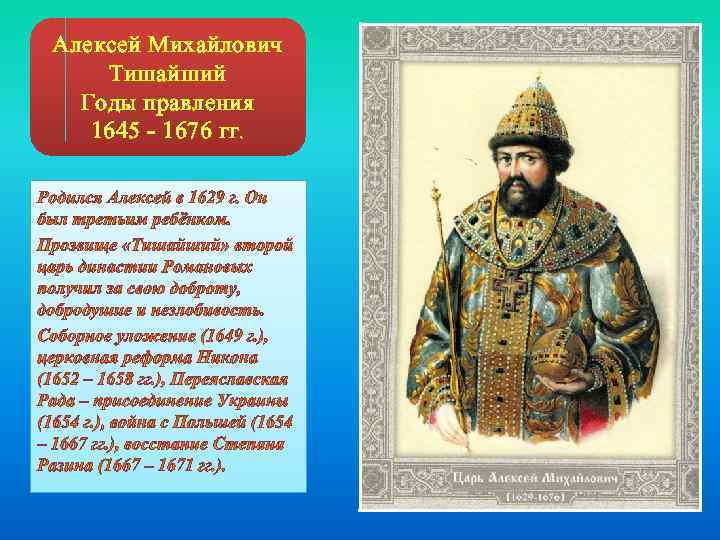 Алексей Михайлович
Тишайший
Годы правления
1645 - 1676 гг.
Родился Алексей в 1629 г. Он
был третьим ребёнком.
Прозвище «Тишайший» второй
царь династии Романовых
получил за свою доброту,
добродушие и незлобивость.
Соборное уложение (1649 г. ),
церковная реформа Никона
(1652 – 1658 гг. ), Переяславская
Рада – присоединение Украины
(1654 г. ), война с Польшей (1654
– 1667 гг. ), восстание Степана
Разина (1667 – 1671 гг. ).
Царь Алексей Михайлович
[1629-1676]